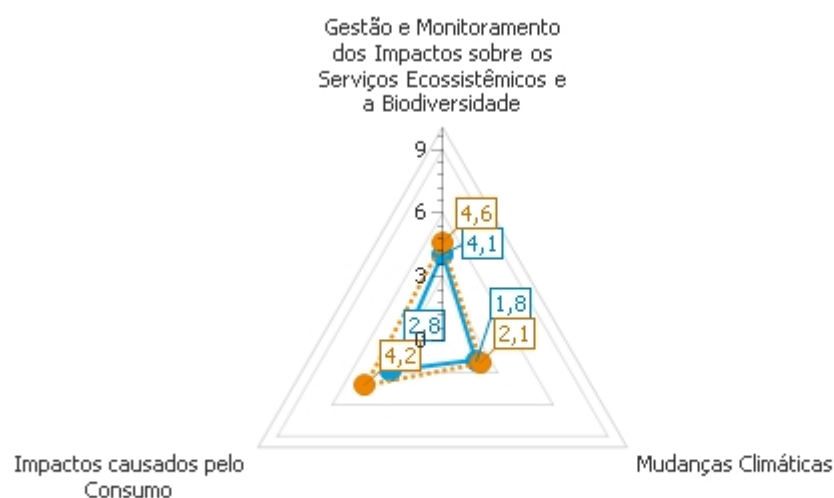 Gestão e Monitoramento
dos Impactos sobre os
Serviços Ecossistêmicos e
a Biodiversidade
9
6
4,6
4,1
3
1,8
2,8
2,1
0
4,2
Impactos causados pelo
Consumo
Mudanças Climáticas